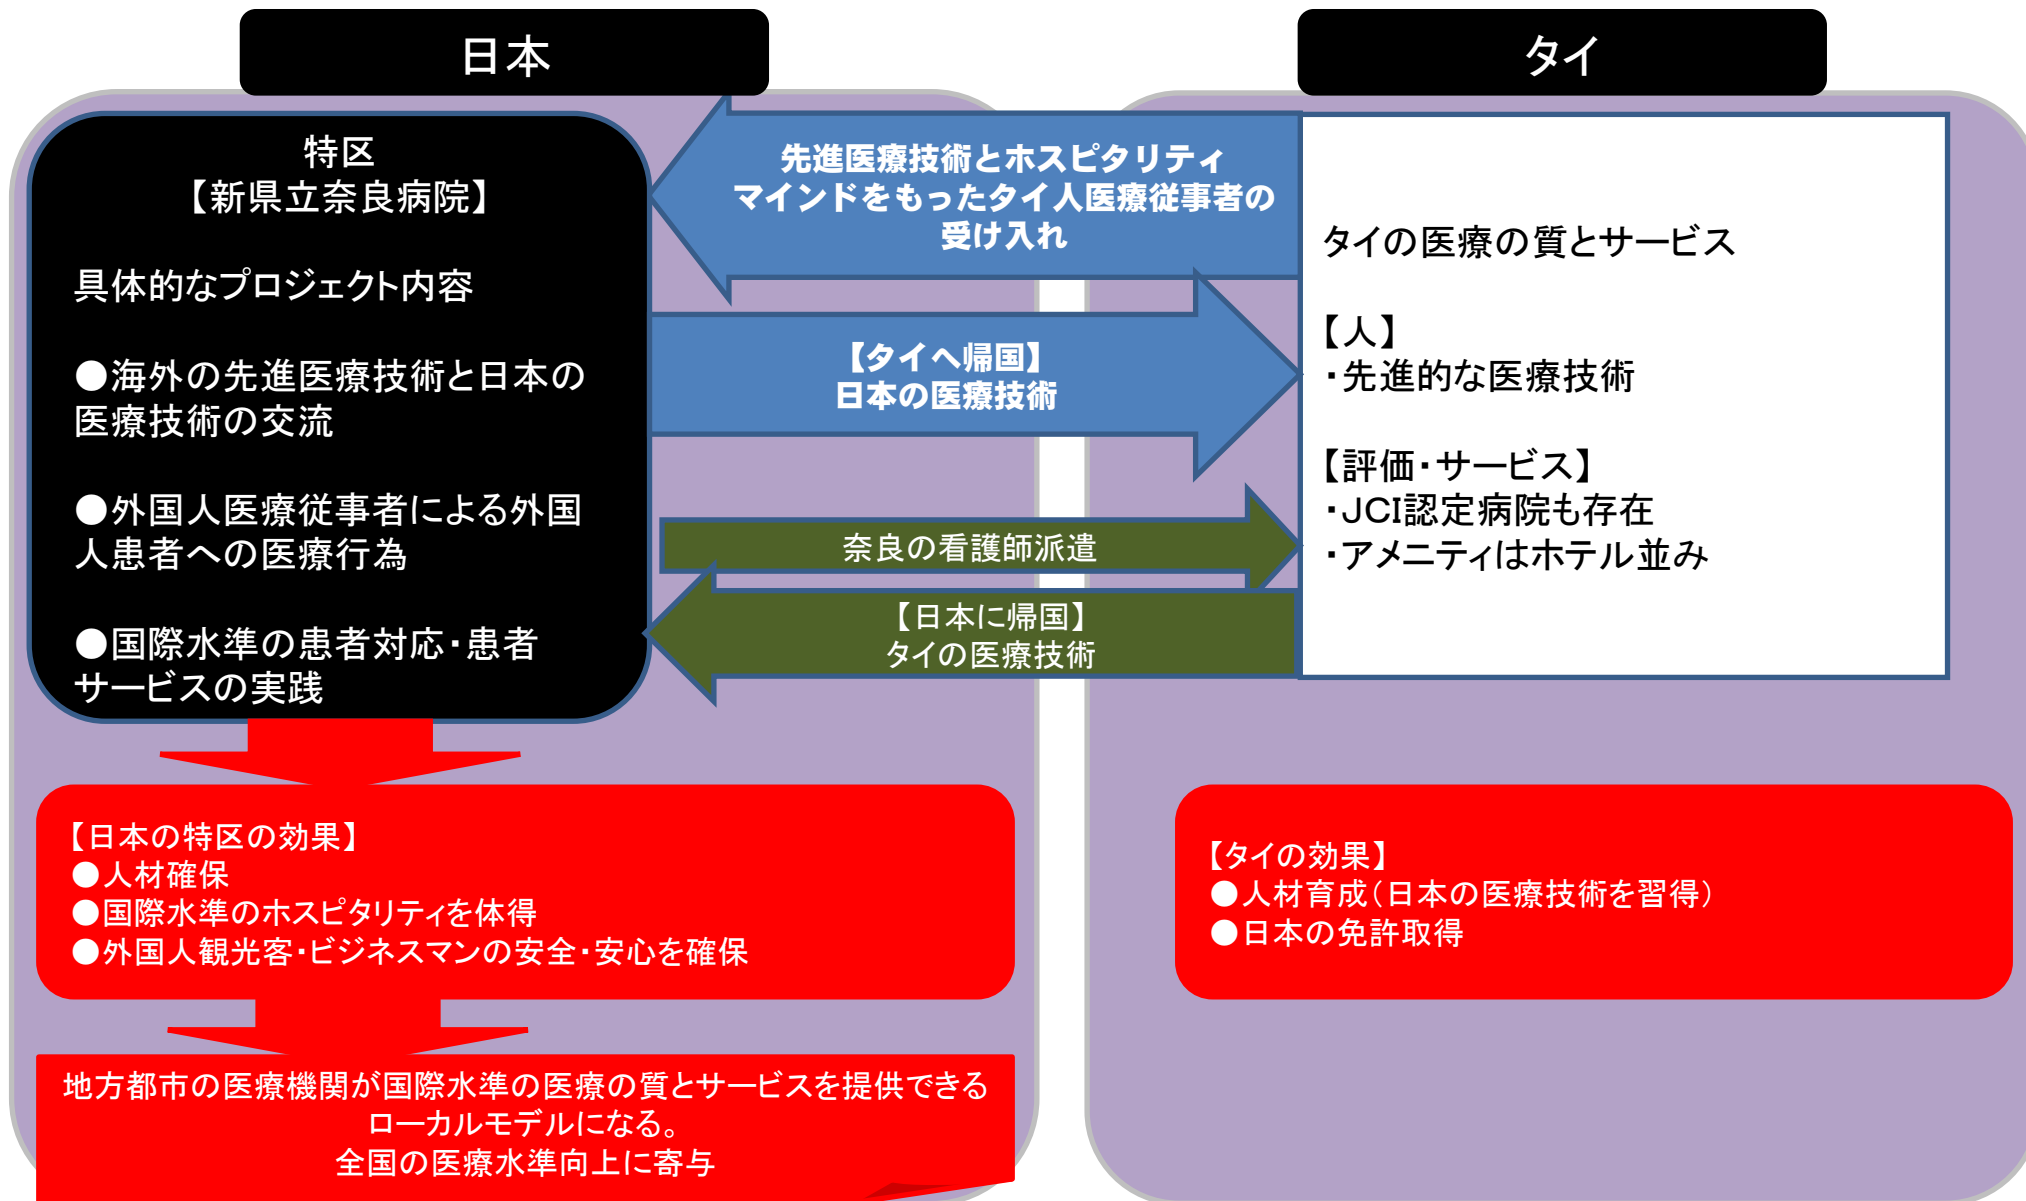 日本
タイ
特区
【新県立奈良病院】
具体的なプロジェクト内容
●海外の先進医療技術と日本の
医療技術の交流
●外国人医療従事者による外国
人患者への医療行為
●国際水準の患者対応・患者
サービスの実践
先進医療技術とホスピタリティ
マインドをもったタイ人医療従事者の
受け入れ
【タイへ帰国】
日本の医療技術
奈良の看護師派遣
【日本に帰国】
タイの医療技術
タイの医療の質とサービス
【人】
・先進的な医療技術
【評価・サービス】
・JCI認定病院も存在
・アメニティはホテル並み
【日本の特区の効果】
●人材確保
●国際水準のホスピタリティを体得
●外国人観光客・ビジネスマンの安全・安心を確保
【タイの効果】
●人材育成（日本の医療技術を習得）
●日本の免許取得
地方都市の医療機関が国際水準の医療の質とサービスを提供できる
ローカルモデルになる。
全国の医療水準向上に寄与